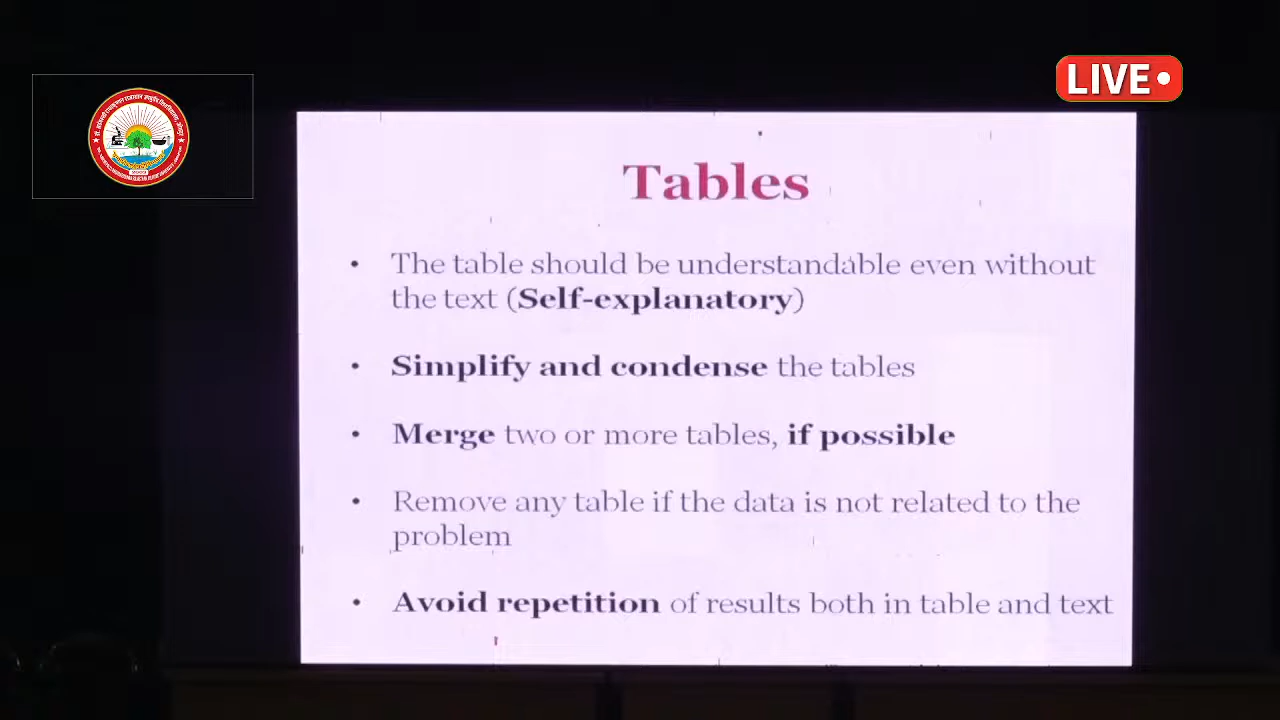 LIVE
Tables
• The table should be understandable even without
the text (Self-explanatory)
• Simplify and condense the tables
• Merge two or more tables, if possible
• Remove any table if the data is not related to the
problem
• Avoid repetition of results both in table and text